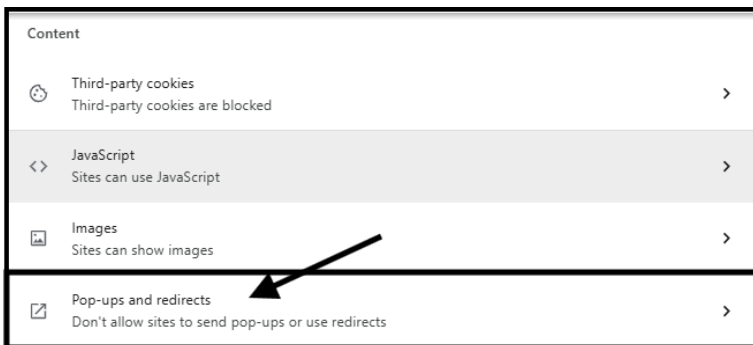 Content
Third-party cookies
Third-party cookies are blocked
JavaScript
Sites can use JavaScript
Images
Sites can show images
Pop-ups and redirects
Don't allow sites to send pop-ups or use redirects